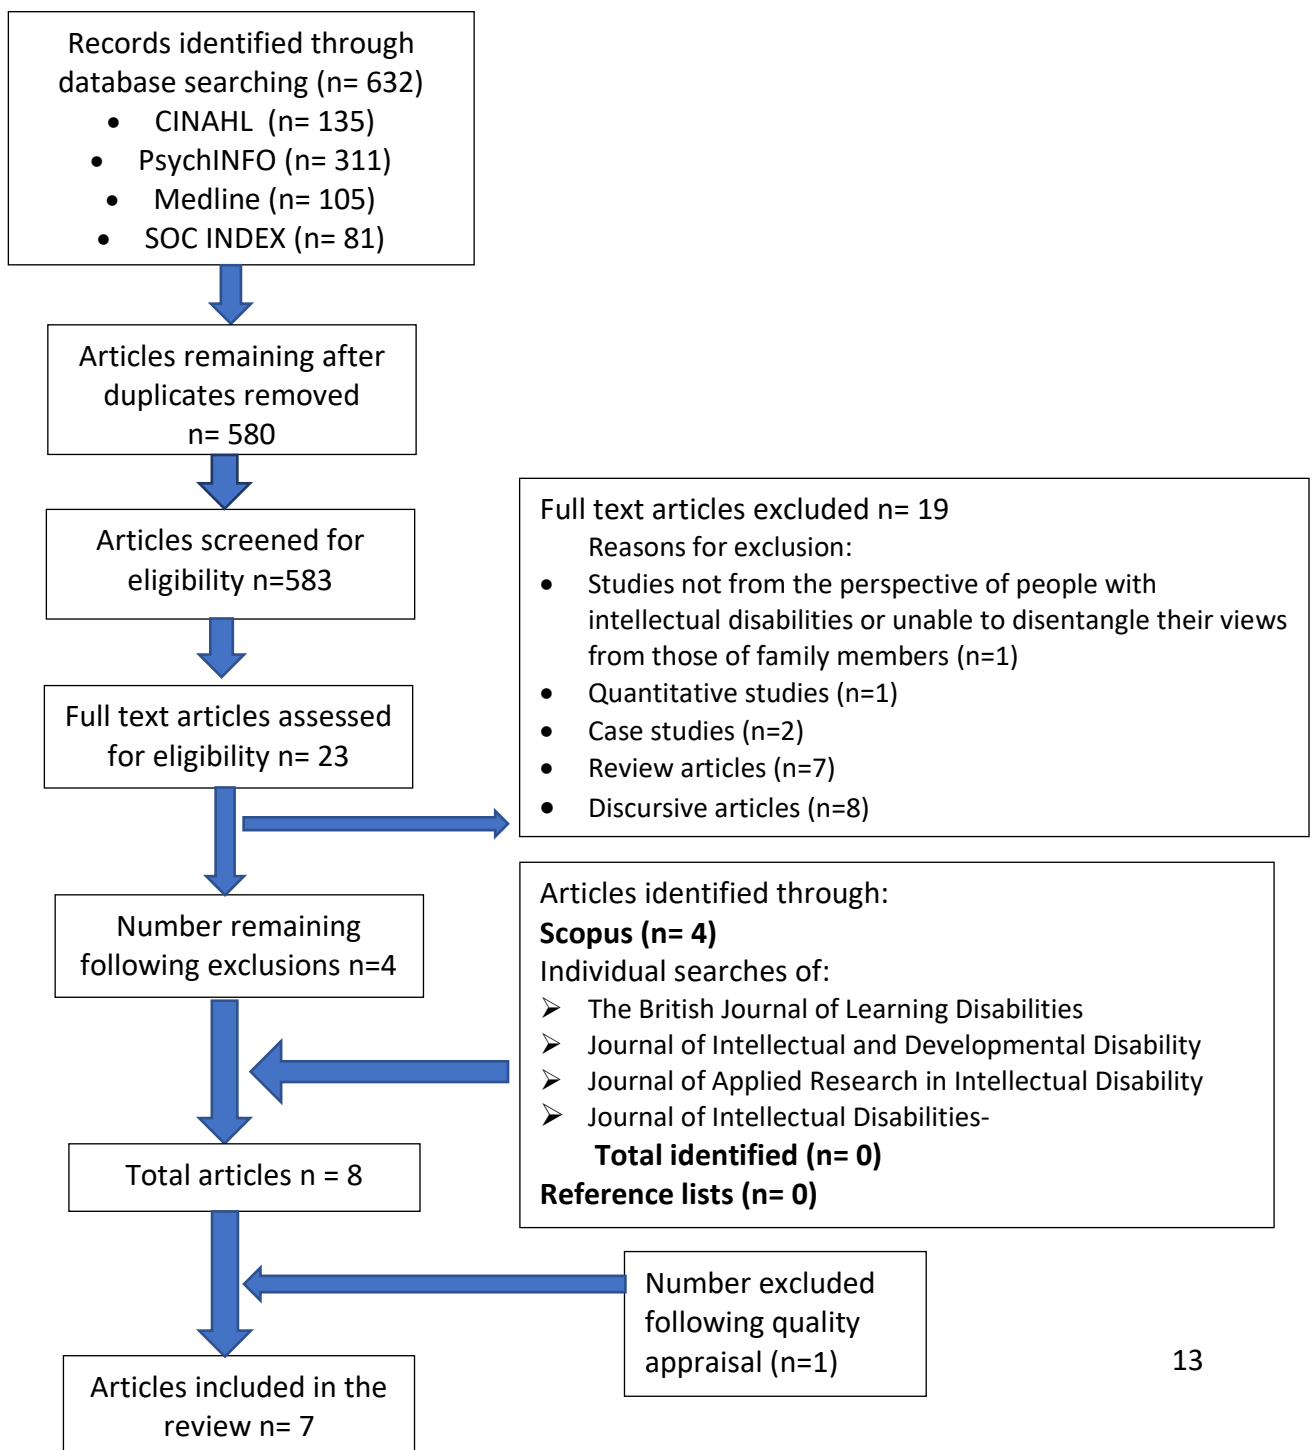 Records identified through
database searching (n= 632)
• CINAHL (n= 135)
• PsychINFO (n= 311)
• Medline (n= 105)
• SOC INDEX (n= 81)
Articles remaining after
duplicates removed
n= 580
Articles screened for
eligibility n=583
Full text articles assessed
for eligibility n= 23
Full text articles excluded n= 19
Reasons for exclusion:
• Studies not from the perspective of people with
intellectual disabilities or unable to disentangle their views
from those of family members (n=1)
• Quantitative studies (n=1)
• Case studies (n=2)
• Review articles (n=7)
• Discursive articles (n=8)
Number remaining
following exclusions n=4
Articles identified through:
Scopus (n= 4)
Individual searches of:
➢ The British Journal of Learning Disabilities
➢ Journal of Intellectual and Developmental Disability
➢ Journal of Applied Research in Intellectual Disability
➢ Journal of Intellectual Disabilities-
Total identified (n= 0)
Reference lists (n= 0)
Total articles n = 8
Number excluded
following quality
appraisal (n=1)
Articles included in the
review n= 7
13